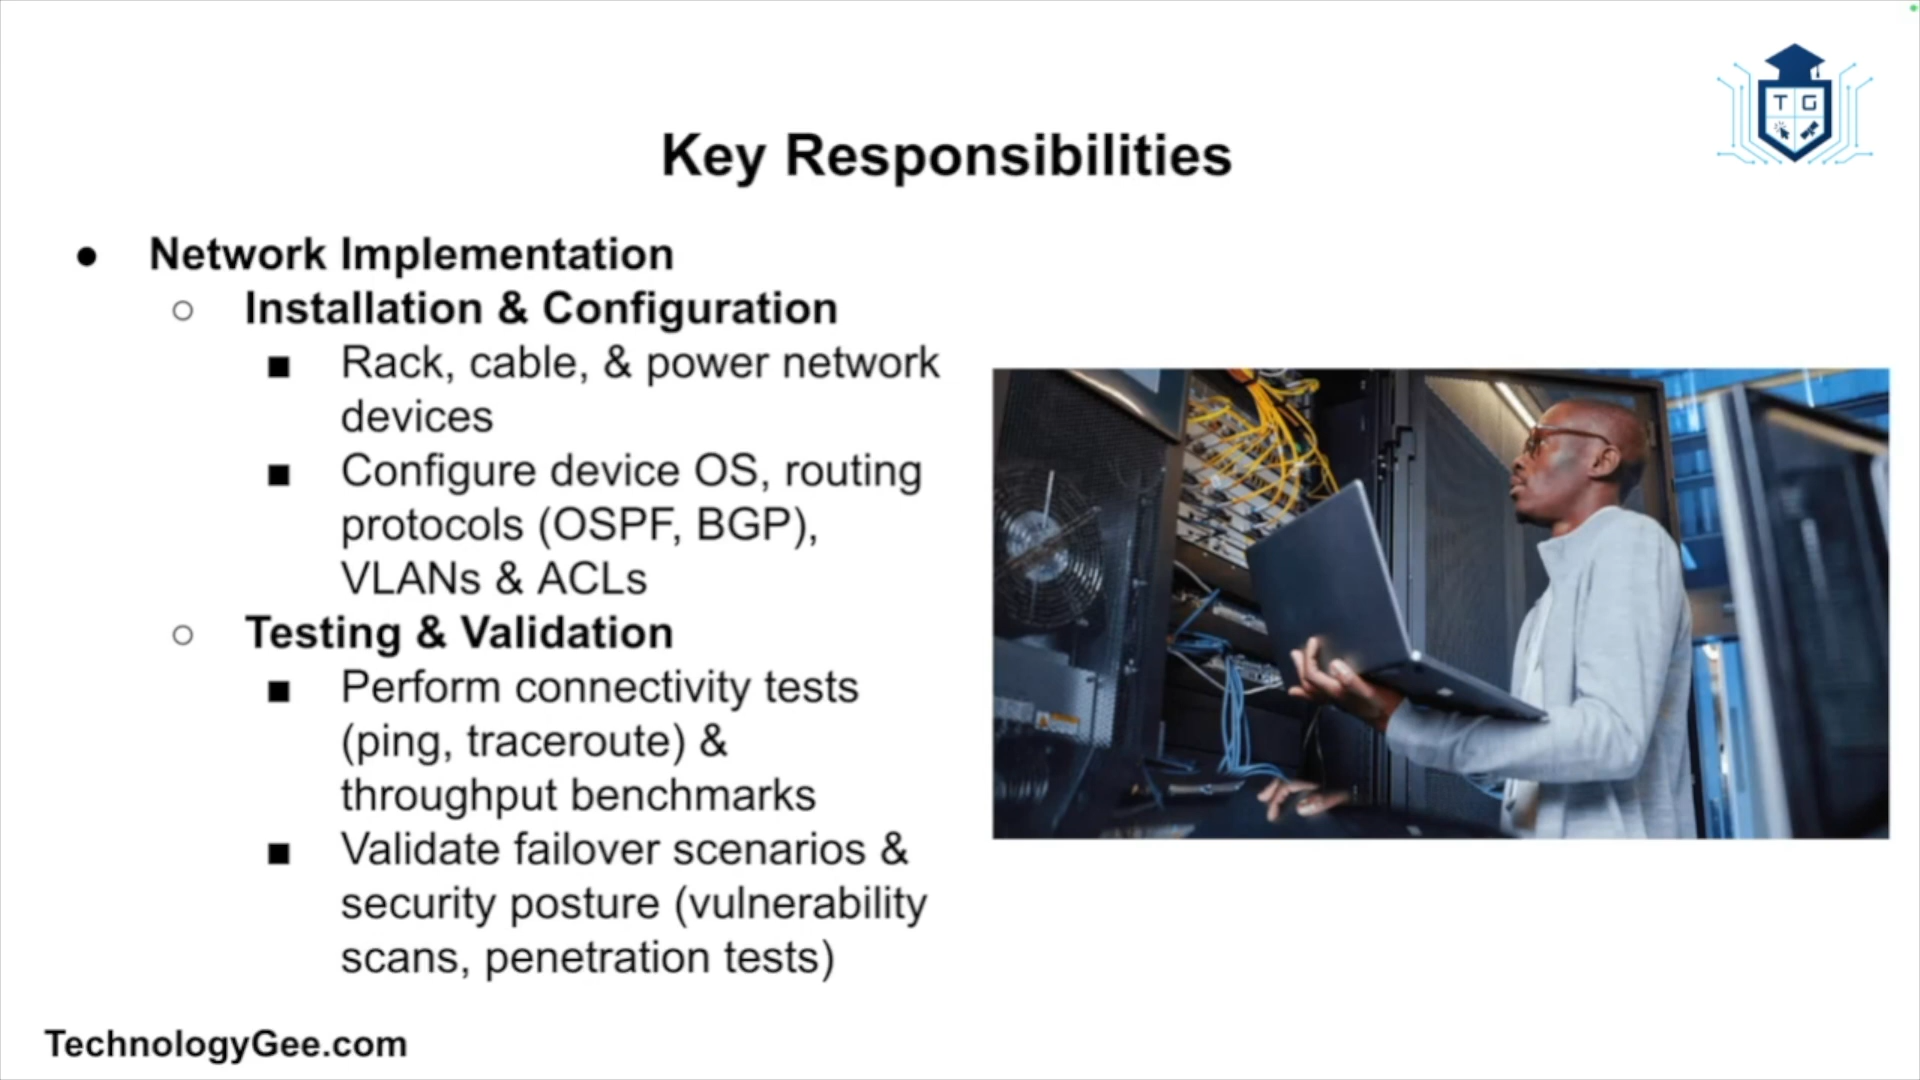 T G
Key Responsibilities
● Network Implementation
○ Installation & Configuration
■ Rack, cable, & power network
devices
■ Configure device OS, routing
protocols (OSPF, BGP),
VLANs & ACLs
○ Testing & Validation
■ Perform connectivity tests
(ping, traceroute) &
throughput benchmarks
■ Validate failover scenarios &
security posture (vulnerability
scans, penetration tests)
TechnologyGee.com